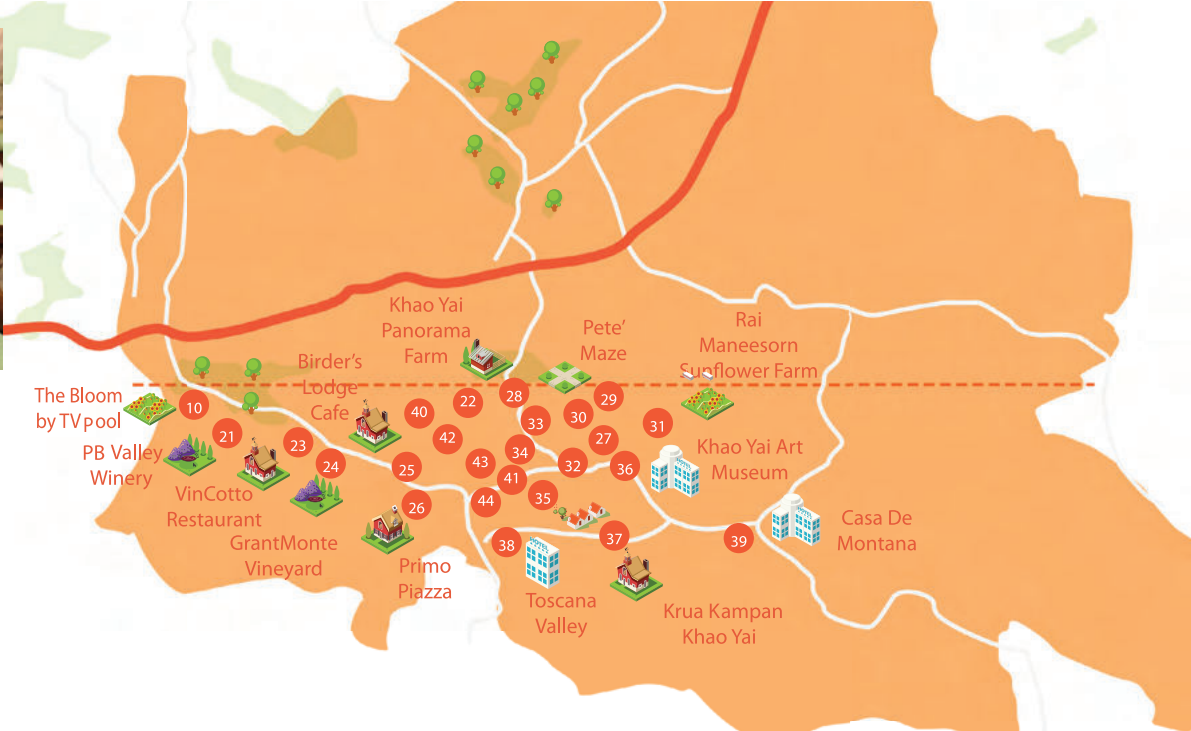 Khao Yai
Panorama
Farm
Pete’
Maze
Rai
Maneesorn
Sunflower Farm
Birder’s
Lodge
Cafe
The Bloom
by TV pool
10
22
28
29
40
33
30
31
21
23
42
27
PB Valley
Winery
24
25
43
34
32
36
Khao Yai Art
Museum
41
VinCotto
Restaurant
26
44
35
GrantMonte
Vineyard
38
37
39
Casa De
Montana
HOTEL
HOTEL
HOTEL
Primo
Piazza
Toscana
Valley
Krua Kampan
Khao Yai